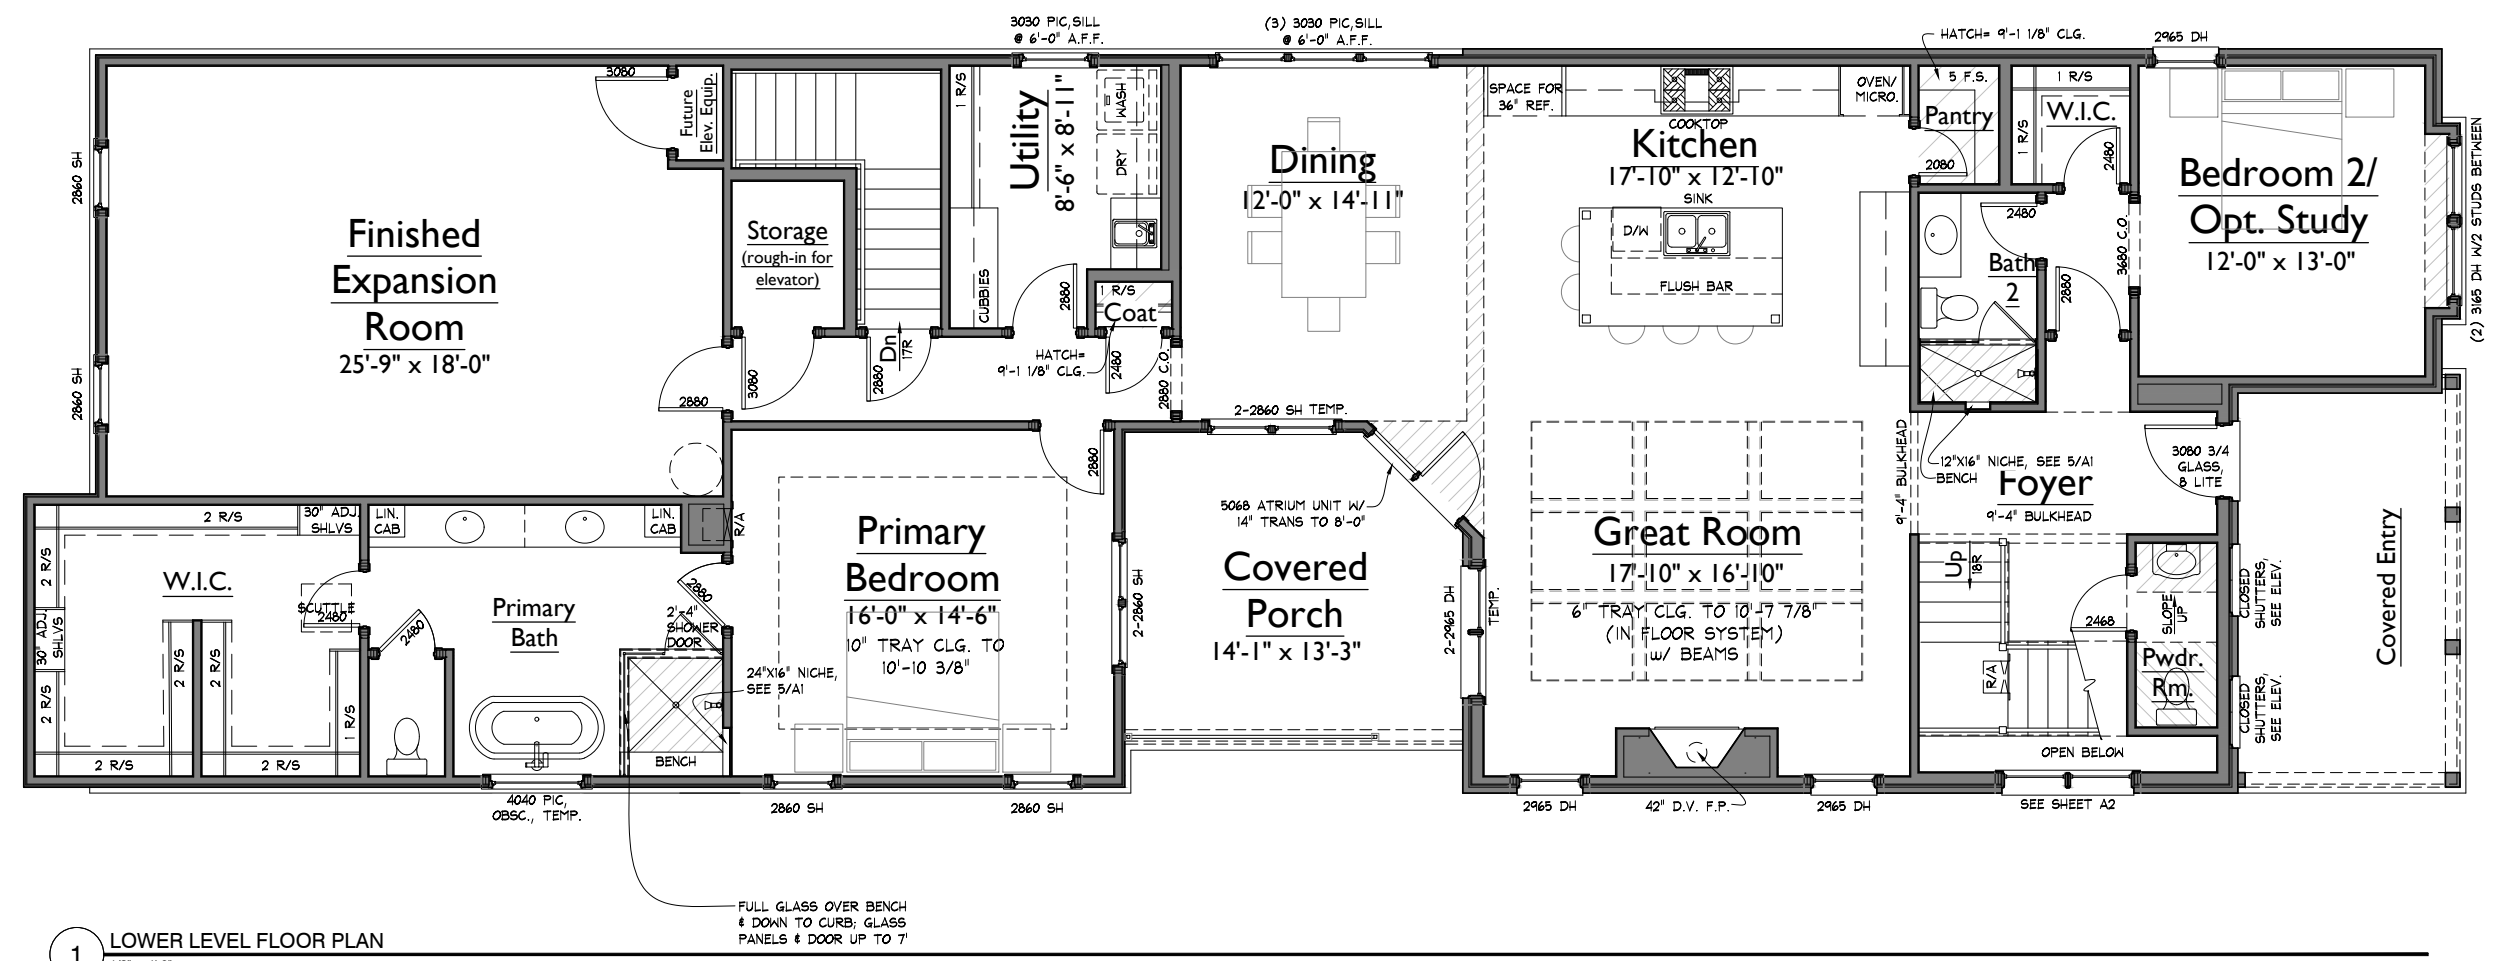 3030 PIC,SILL
@ 6'-0" A.F.F.
(3) 3030 PIC,SILL
@ 6'-0" A.F.F.
HATCH= 9'-1 1/8" CLG.
2965 DH
3080
Future
Elev. Equip.
2860 SH
2860 SH
Finished
Expansion
Room
25'-9" x 18'-0"
2880
Storage
(rough-in for
elevator)
3080
Dn
17R
2880
1 R/S
Utility
8'-6" x 8'-11"
WASH
DRY
CUBBIES
2880
1 R/S
Coat
HATCH=
9'-1 1/8" CLG.
2480
2880 C.O.
Dining
12'-0" x 14'-11"
SPACE FOR
36" REF.
COOKTOP
OVEN/
MICRO.
Kitchen
17'-10" x 12'-10"
SINK
D/W
FLUSH BAR
5 F.S.
Pantry
2080
1 R/S
W.I.C.
1 R/S
2480
2480
Bath
2
2880
3680 C.O.
Bedroom 2/
Opt. Study
12'-0" x 13'-0"
(2) 3165 DH W/2 STUDS BETWEEN
2-2860 SH TEMP.
2880
5068 ATRIUM UNIT W/
14" TRANS TO 8'-0"
9'-4" BULKHEAD
12"X16" NICHE, SEE 5/A1
BENCH
3080 3/4
GLASS,
8 LITE
Foyer
9'-4" BULKHEAD
2 R/S
30" ADJ.
SHLVS
LIN.
CAB
LIN.
CAB
R/A
2 R/S
W.I.C.
SCUTTLE
2480
30" ADJ.
SHLVS
2 R/S
2 R/S
2 R/S
1 R/S
2 R/S
2 R/S
2480
Primary
Bath
2880
2'-4"
SHOWER
DOOR
24"X16" NICHE,
SEE 5/A1
BENCH
Primary
Bedroom
16'-0" x 14'-6"
10" TRAY CLG. TO
10'-10 3/8"
2-2860 SH
Covered
Porch
14'-1" x 13'-3"
2-2965 DH
TEMP.
Great Room
17'-10" x 16'-10"
6" TRAY CLG. TO 10'-7 7/8"
(IN FLOOR SYSTEM)
W/ BEAMS
Up
18R
R/A
2468
SLOPE
UP
Pwdr.
Rm.
CLOSED
SHUTTERS,
SEE ELEV.
CLOSED
SHUTTERS,
SEE ELEV.
Covered Entry
OPEN BELOW
4040 PIC,
OBSC., TEMP.
2860 SH
2860 SH
2965 DH
42" D.V. F.P.
2965 DH
SEE SHEET A2
FULL GLASS OVER BENCH
& DOWN TO CURB; GLASS
PANELS & DOOR UP TO 7'
1
LOWER LEVEL FLOOR PLAN